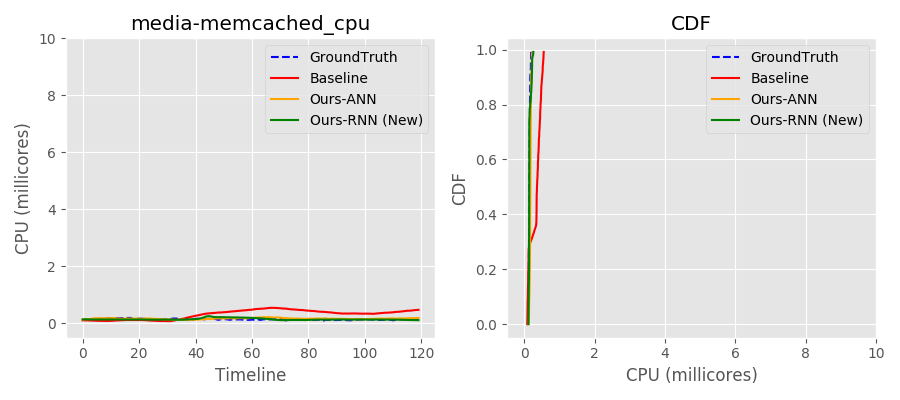 media-memcached_cpu
CPU (millicores)
10
8
6
4
2
0
0 20 40 60 80 100 120
Timeline
GroundTruth
Baseline
Ours-ANN
Ours-RNN (New)
CDF
CDF
1.0
0.8
0.6
0.4
0.2
0.0
0 2 4 6 8 10
CPU (millicores)
GroundTruth
Baseline
Ours-ANN
Ours-RNN (New)